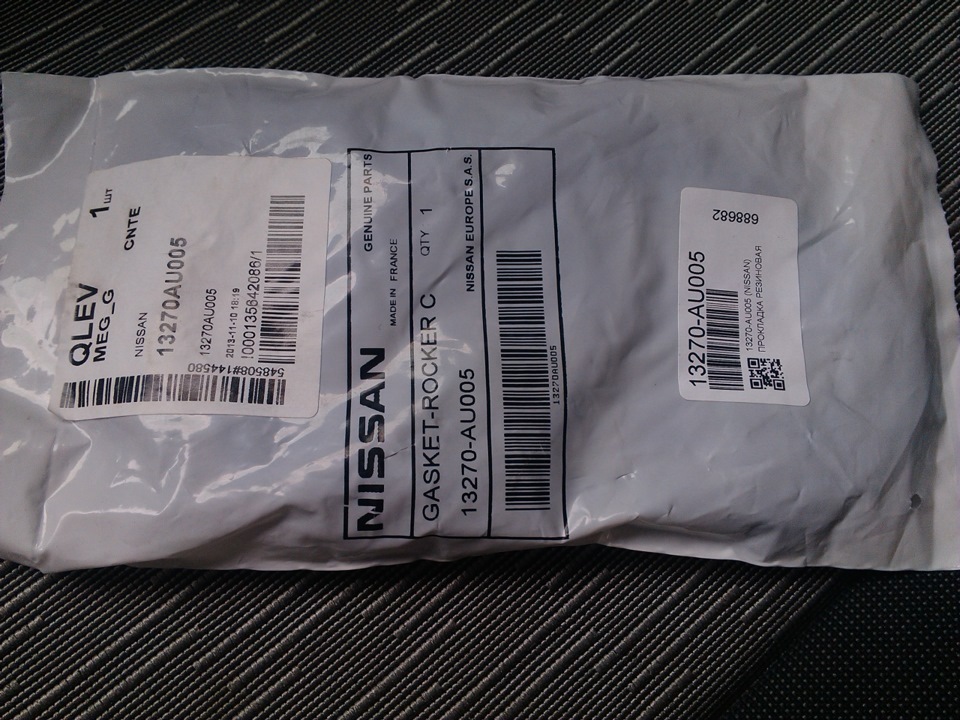 QLEV 1 шт
MEG_G CNTE
NISSAN
13270AU005
13270AU005
2013-11-10 18:19
!000135642086/1
548508#144580
NISSAN GENUINE PARTS
MADE IN FRANCE
GASKET-ROCKER C QTY 1
13270-AU005 NISSAN EUROPE S.A.S.
13270AU005
688682
13270-AU005
13270-AU005 (NISSAN)
ПРОКЛАДКА РЕЗИНОВАЯ